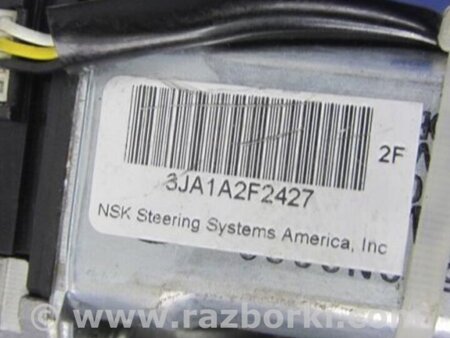 2F
3JA1A2F2427
NSK Steering Systems America, Inc
www.razborki.com